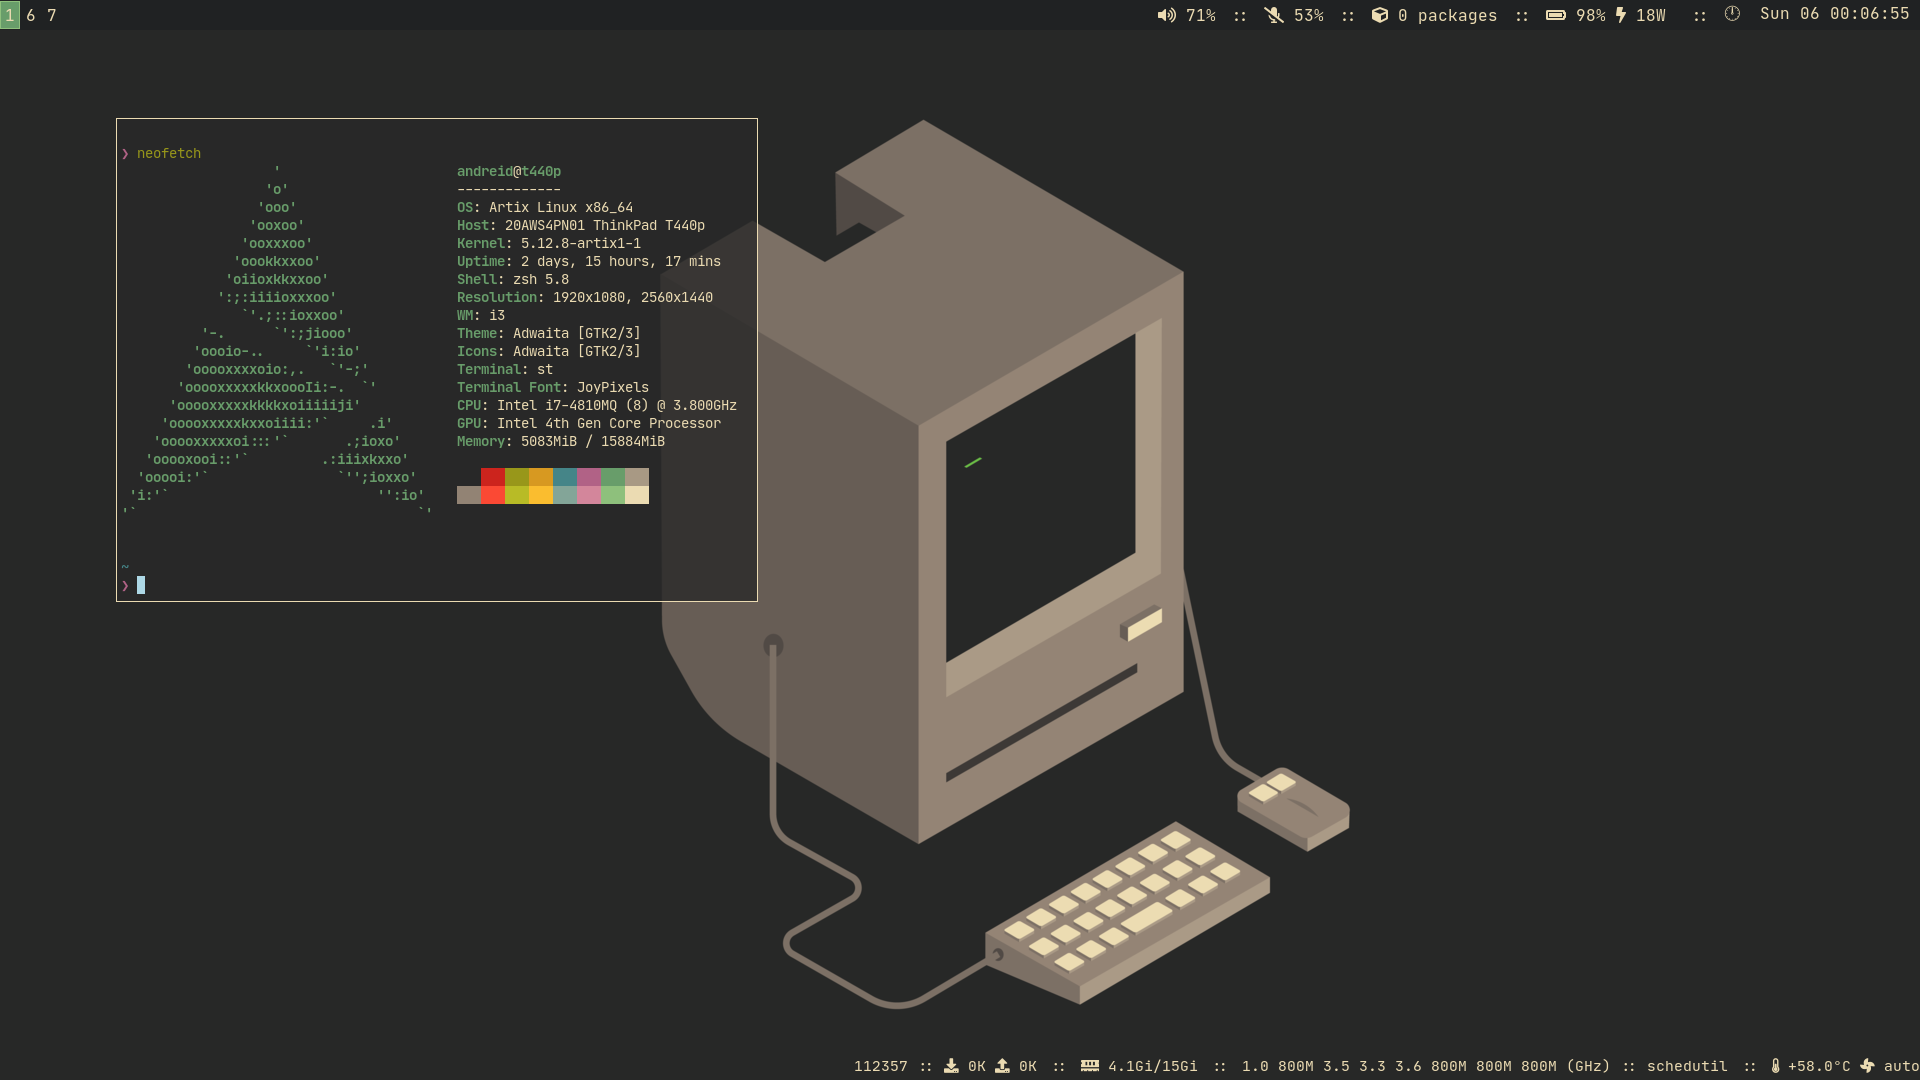 1 6 7 71% :: 53% :: 0 packages :: 98% 18W :: Sun 06 00:06:55
❯ neofetch
' andreid@t440p
'o' -------------
'ooo' OS: Artix Linux x86_64
'ooxoo' Host: 20AWS4PN01 ThinkPad T440p
'ooxxxoo' Kernel: 5.12.8-artix1-1
'oookkxxoo' Uptime: 2 days, 15 hours, 17 mins
'oiioxkkxxoo' Shell: zsh 5.8
':;:iiiioxxxoo' Resolution: 1920x1080, 2560x1440
`'.;::ioxxoo' WM: i3
'-. `':;jiooo' Theme: Adwaita [GTK2/3]
'oooio-.. `'i:io' Icons: Adwaita [GTK2/3]
'ooooxxxxoio:,. `'-;' Terminal: st
'ooooxxxxxkkxoooIi:-. `' Terminal Font: JoyPixels
'ooooxxxxxkkkkxoiiiiiji' CPU: Intel i7-4810MQ (8) @ 3.800GHz
'ooooxxxxxkxxoiiii:'` .i' GPU: Intel 4th Gen Core Processor
'ooooxxxxxoi:::'` .;ioxo' Memory: 5083MiB / 15884MiB
'ooooxooi::'` .:iiixkxxo'
'ooooi:'` `'';ioxxo'
'i:'` '':io'
'` `'
~
❯
112357 :: 0K 0K :: 4.1Gi/15Gi :: 1.0 800M 3.5 3.3 3.6 800M 800M 800M (GHz) :: schedutil :: +58.0°C auto